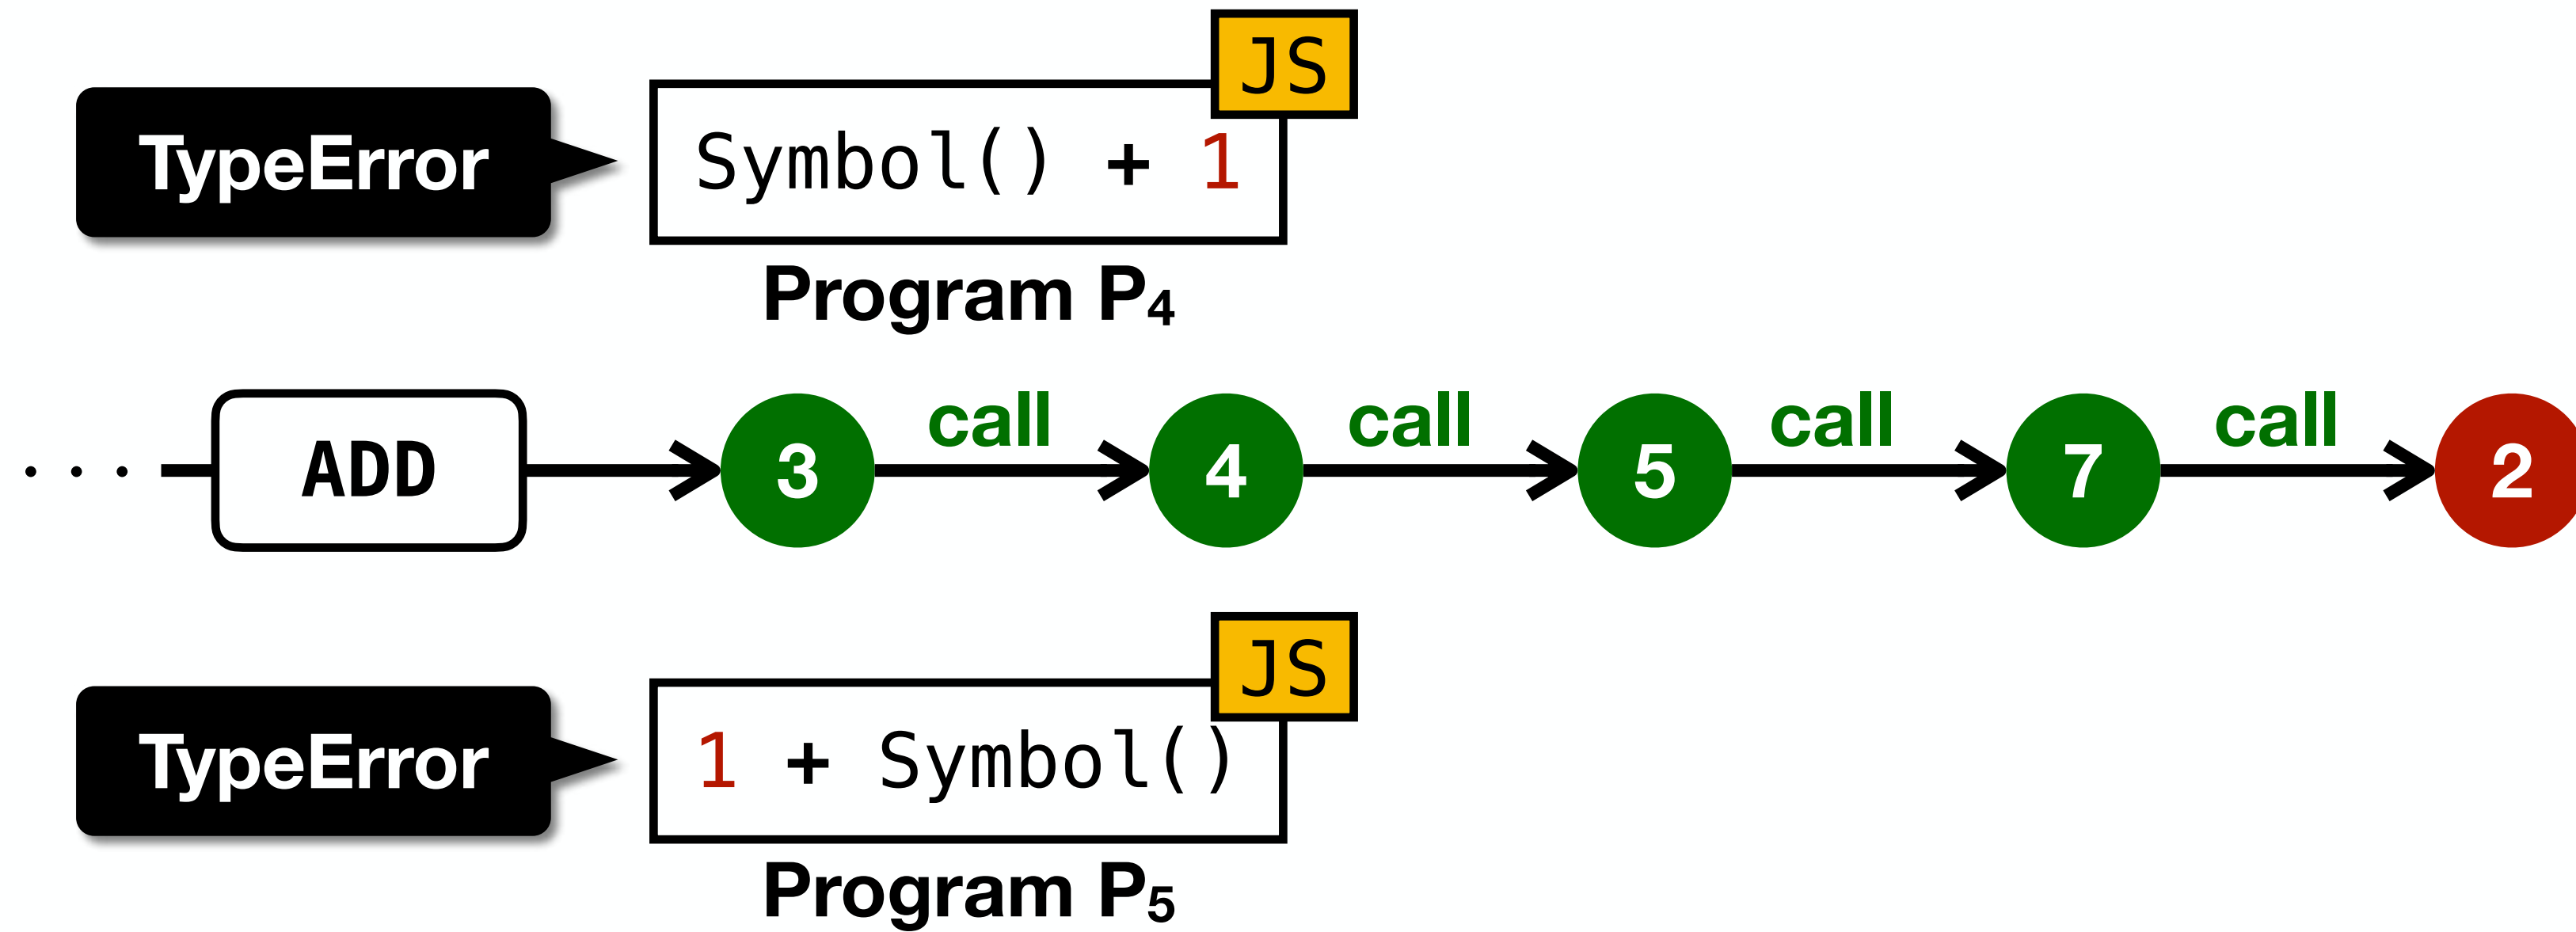 JS
TypeError
Symbol() + 1
Program P₄
call call call call
. . . ADD 3 4 5 7 2
JS
TypeError
1 + Symbol()
Program P₅